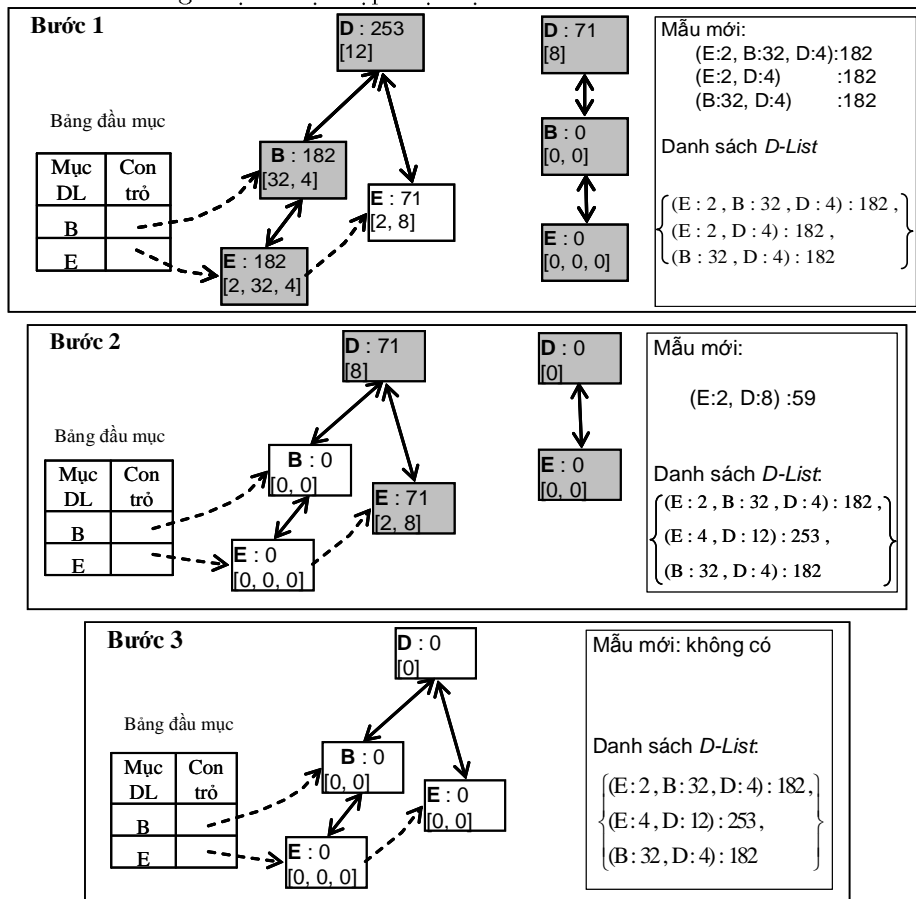 Bước 1
D : 253
[12]
B : 182
[32, 4]
E : 71
[2, 8]
E : 182
[2, 32, 4]
Bảng đầu mục
Mục DL
Con trỏ
B
E
D : 71
[8]
B : 0
[0, 0]
E : 0
[0, 0, 0]
Mẫu mới:
(E:2, B:32, D:4):182
(E:2, D:4) :182
(B:32, D:4) :182
Danh sách D-List
(E : 2 , B : 32 , D : 4) : 182 ,
(E : 2 , D : 4) : 182 ,
(B : 32 , D : 4) : 182
Bước 2
D : 71
[8]
B : 0
[0, 0]
E : 71
[2, 8]
E : 0
[0, 0, 0]
Bảng đầu mục
Mục DL
Con trỏ
B
E
D : 0
[0]
E : 0
[0, 0]
Mẫu mới:
(E:2, D:8) :59
Danh sách D-List:
(E : 2 , B : 32 , D : 4) : 182 ,
(E : 4 , D : 12) : 253 ,
(B : 32 , D : 4) : 182
Bước 3
D : 0
[0]
B : 0
[0, 0]
E : 0
[0, 0]
E : 0
[0, 0, 0]
Bảng đầu mục
Mục DL
Con trỏ
B
E
Mẫu mới: không có
Danh sách D-List:
(E : 2 , B : 32 , D : 4) : 182 ,
(E : 4 , D : 12) : 253 ,
(B : 32 , D : 4) : 182